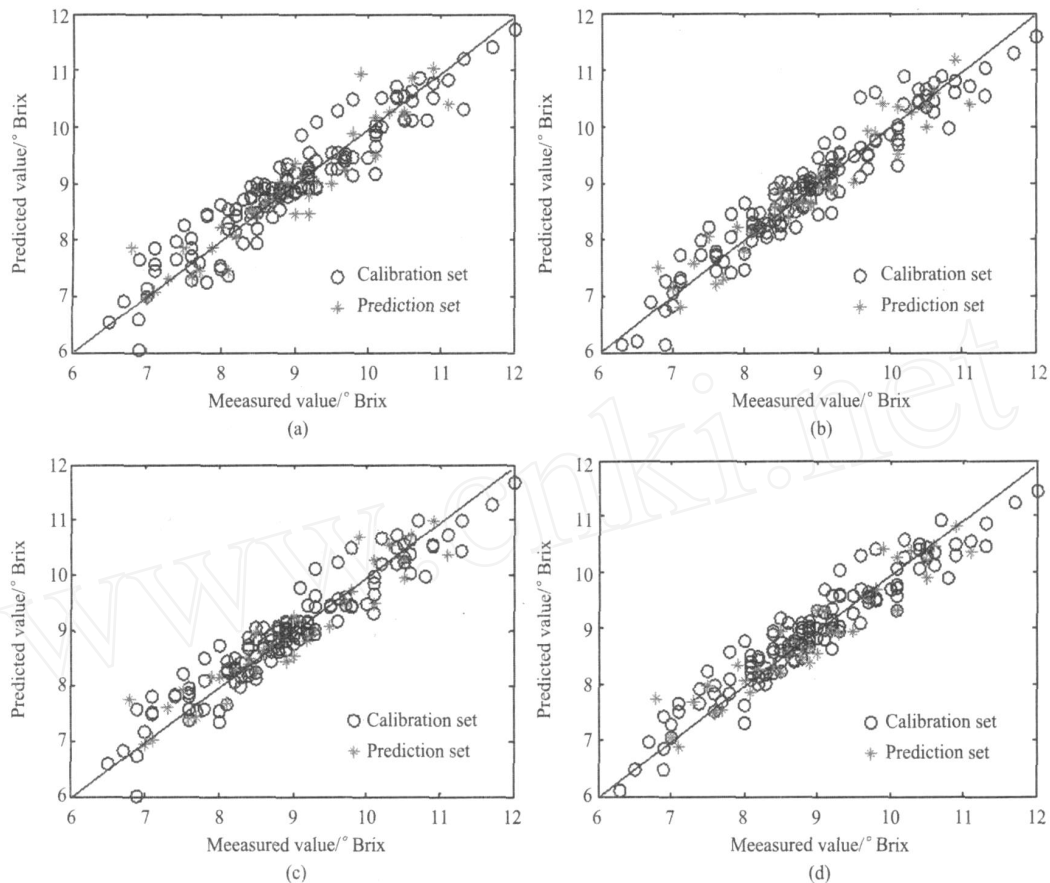 12
11
10
9
8
7
6
Predicted value/° Brix
Calibration set
Prediction set
6 7 8 9 10 11 12
Meeasured value/° Brix
(a)
12
11
10
9
8
7
6
Predicted value/° Brix
Calibration set
Prediction set
6 7 8 9 10 11 12
Meeasured value/° Brix
(b)
12
11
10
9
8
7
6
Predicted value/° Brix
Calibration set
Prediction set
6 7 8 9 10 11 12
Meeasured value/° Brix
(c)
12
11
10
9
8
7
6
Predicted value/° Brix
Calibration set
Prediction set
6 7 8 9 10 11 12
Meeasured value/° Brix
(d)
www.cnki.net